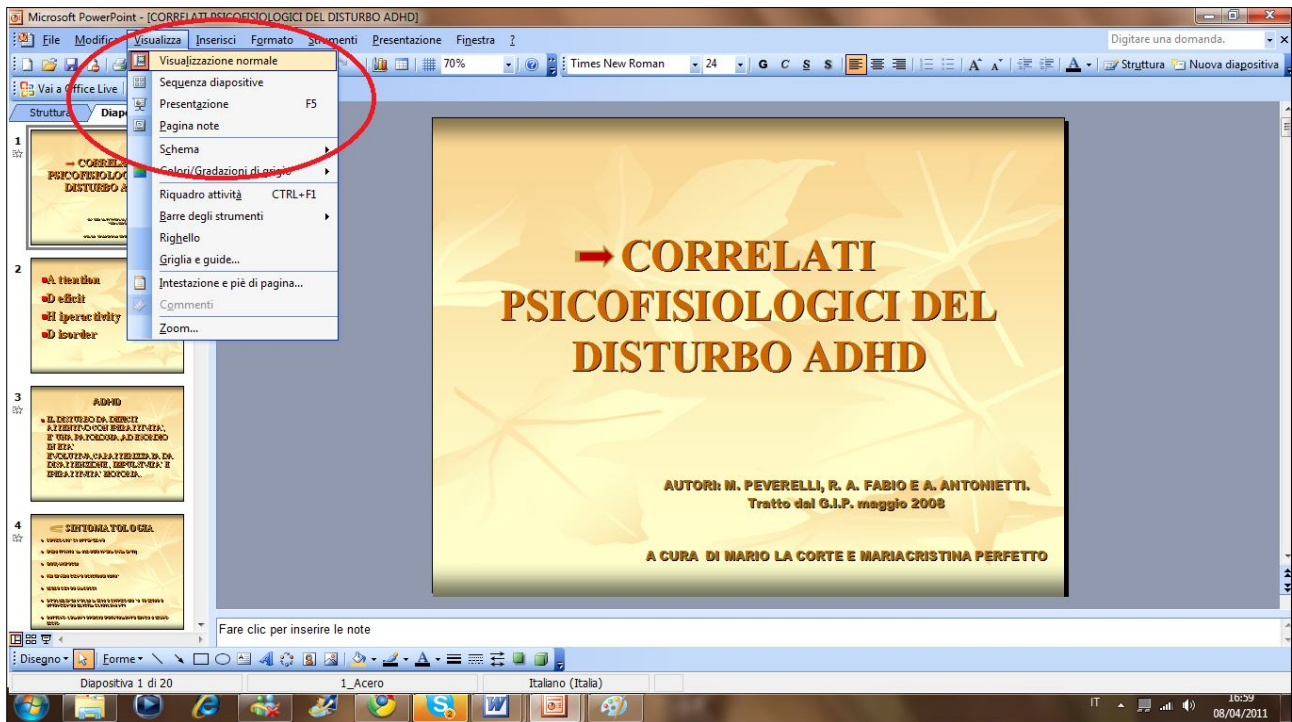 Microsoft PowerPoint - [CORRELATI PSICOFISIOLOGICI DEL DISTURBO ADHD]
File Modifica Visualizza Inserisci Formato Strumenti Presentazione Finestra ?
Digitare una domanda.
70% Times New Roman 24 G C S S Struttura Nuova diapositiva
Vai a Office Live
Struttura
Visualizzazione normale
Sequenza diapositive
Presentazione F5
Pagina note
Schema
Colori/Gradazioni di grigio
Riquadro attività CTRL+F1
Barre degli strumenti
Righello
Griglia e guide...
Intestazione e piè di pagina...
Commenti
Zoom...
1
DISTURBO
2
A ttention
D eficit
H iperactivity
D isorder
3
ADHD
4
SINTOMATOLOGIA
CORRELATI
PSICOFISIOLOGICI DEL
DISTURBO ADHD
AUTORI: M. PEVERELLI, R. A. FABIO E A. ANTONIETTI.
Tratto dal G.I.P. maggio 2008
A CURA DI MARIO LA CORTE E MARIACRISTINA PERFETTO
Fare clic per inserire le note
Disegno Forme
Diapositiva 1 di 20 1_Acero Italiano (Italia)
IT 16:59
08/04/2011